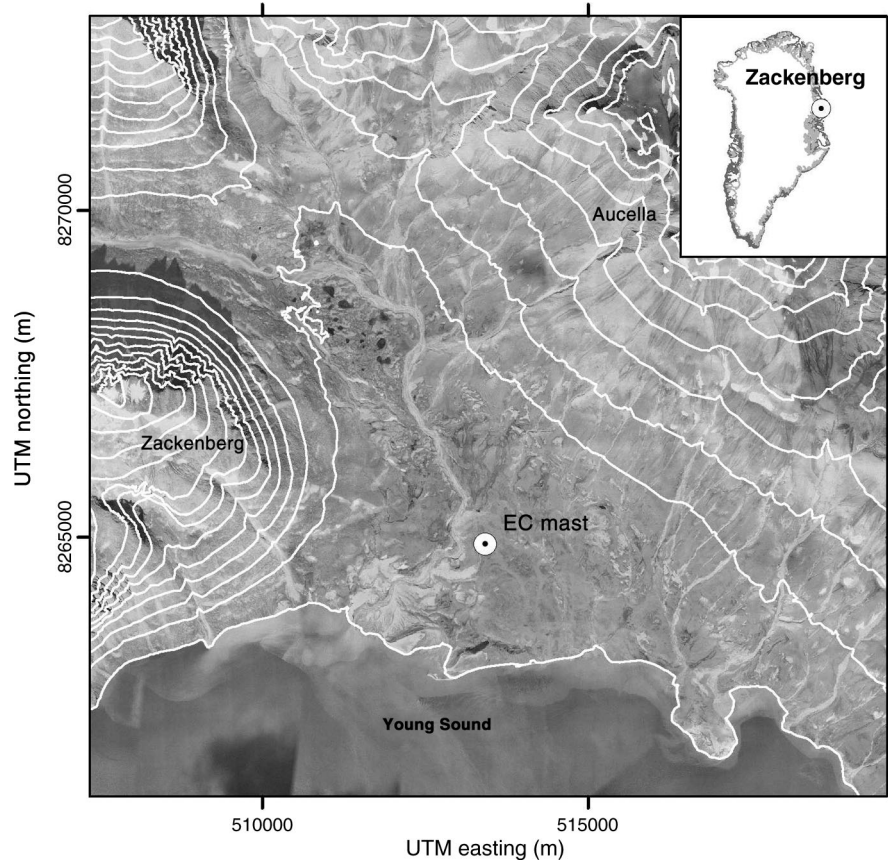 Zackenberg
8270000
Aucella
UTM northing (m)
Zackenberg
8265000
EC mast
Young Sound
510000
515000
UTM easting (m)